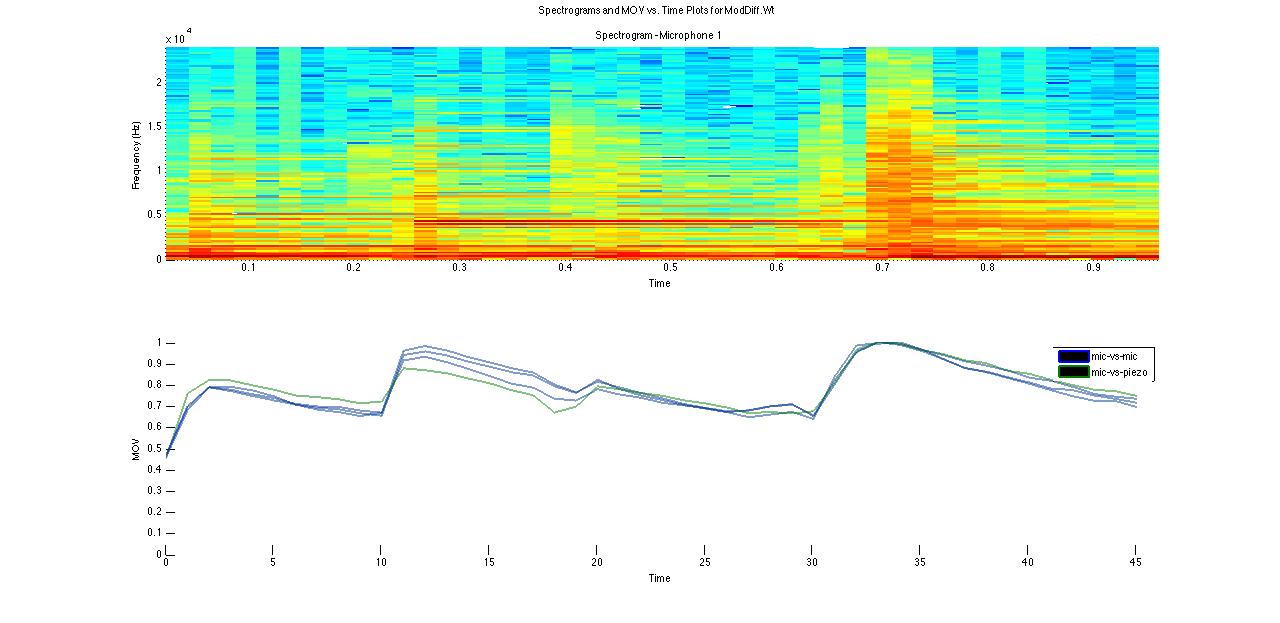 Spectrograms and MOV vs. Time Plots for ModDiff.Wt
Spectrogram - Microphone 1
x 10^4
2
1.5
1
0.5
0
Frequency (Hz)
0.1 0.2 0.3 0.4 0.5 0.6 0.7 0.8 0.9
Time
1
0.9
0.8
0.7
0.6
0.5
0.4
0.3
0.2
0.1
0
MOV
mic-vs-mic
mic-vs-piezo
0 5 10 15 20 25 30 35 40 45
Time